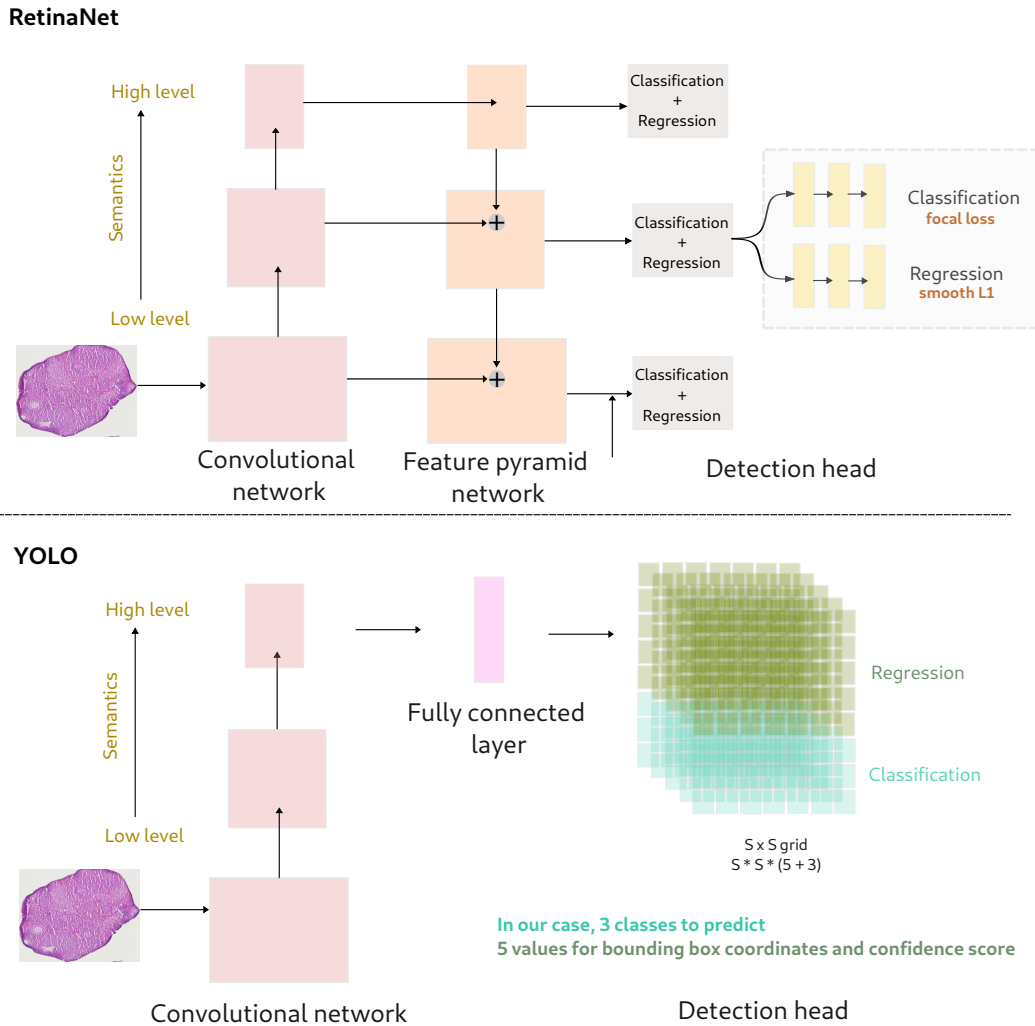 RetinaNet
High level
Semantics
Low level
Classification
+
Regression
Classification
+
Regression
Classification
+
Regression
Classification
focal loss
Regression
smooth L1
+
+
Convolutional
network
Feature pyramid
network
Detection head
YOLO
High level
Semantics
Low level
Fully connected
layer
Regression
Classification
S x S grid
S * S * (5 + 3)
In our case, 3 classes to predict
5 values for bounding box coordinates and confidence score
Convolutional network
Detection head